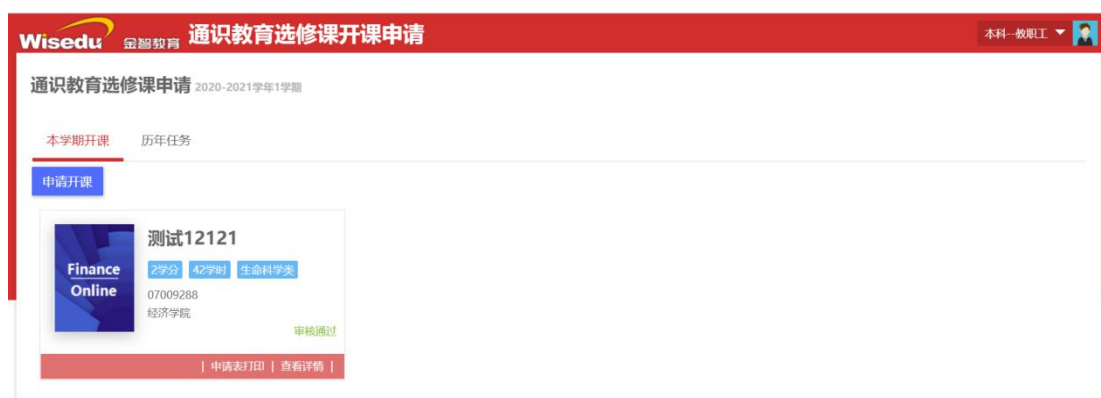 Wisedu 金智教育 通识教育选修课开课申请 本科--教职工
通识教育选修课申请 2020-2021学年1学期
本学期开课 历年任务
申请开课
测试12121
Finance
Online
2学分 42学时 生命科学类
07009288
经济学院
审核通过
| 申请表打印 | 查看详情 |